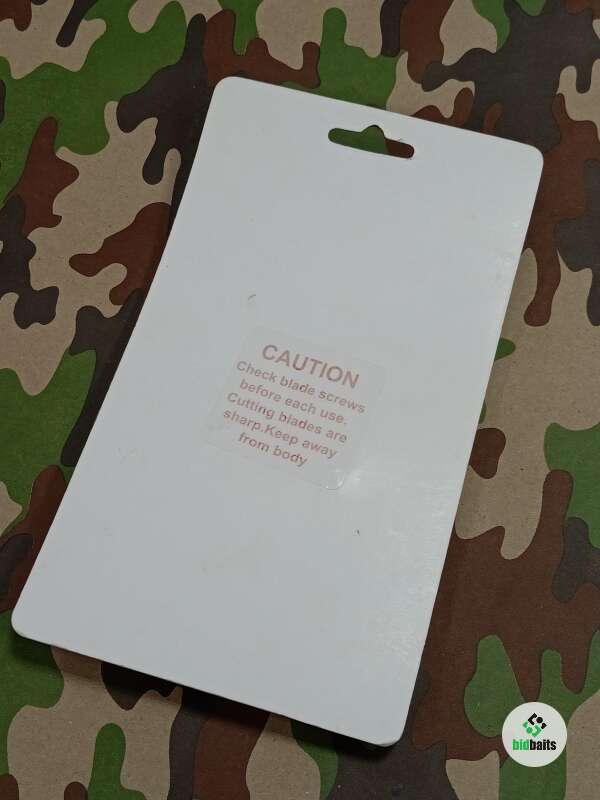 CAUTION
Check blade screws
before each use.
Cutting blades are
sharp.Keep away
from body
bidbaits